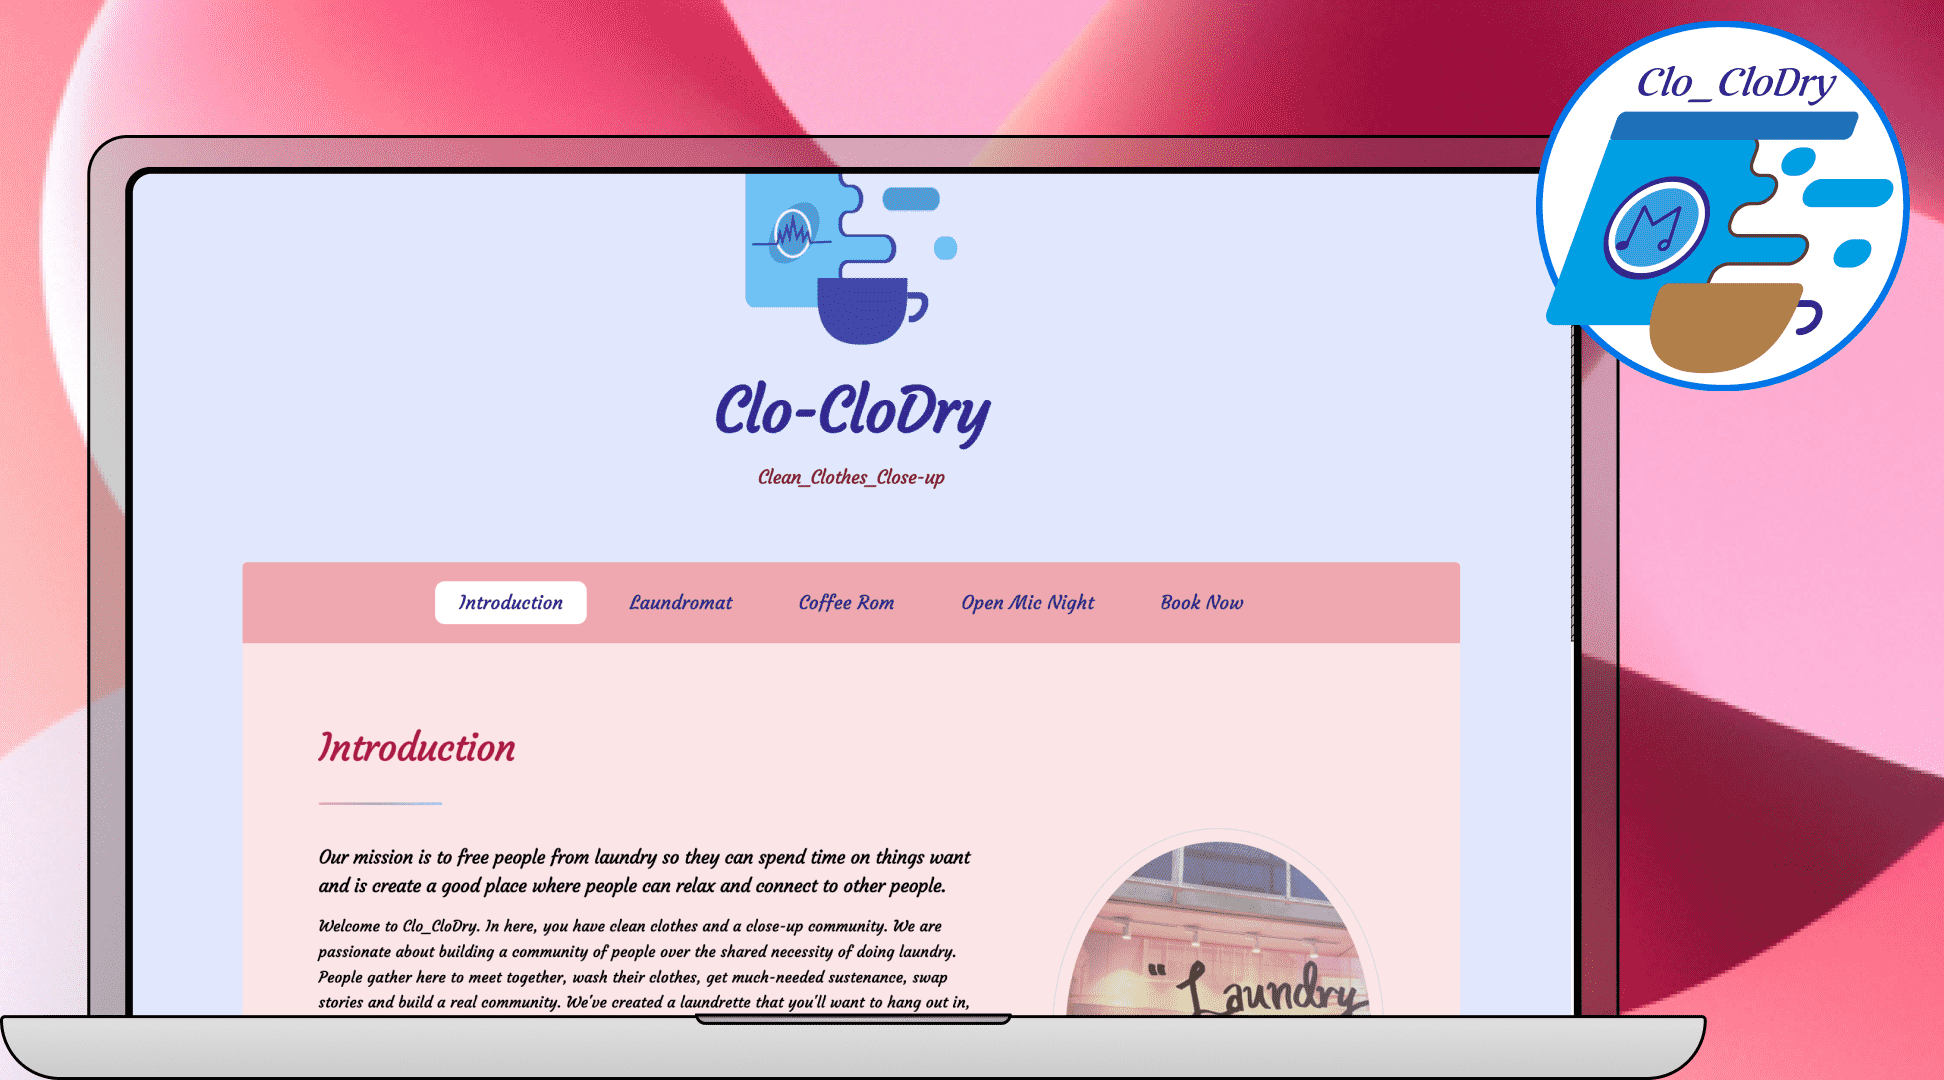 Clo_CloDry
Clo-CloDry
Clean_Clothes_Close-up
Introduction
Laundromat
Coffee Rom
Open Mic Night
Book Now
Introduction
Our mission is to free people from laundry so they can spend time on things want
and is create a good place where people can relax and connect to other people.
Welcome to Clo_CloDry. In here, you have clean clothes and a close-up community. We are
passionate about building a community of people over the shared necessity of doing laundry.
People gather here to meet together, wash their clothes, get much-needed sustenance, swap
stories and build a real community. We've created a laundrette that you'll want to hang out in,
"Laundry